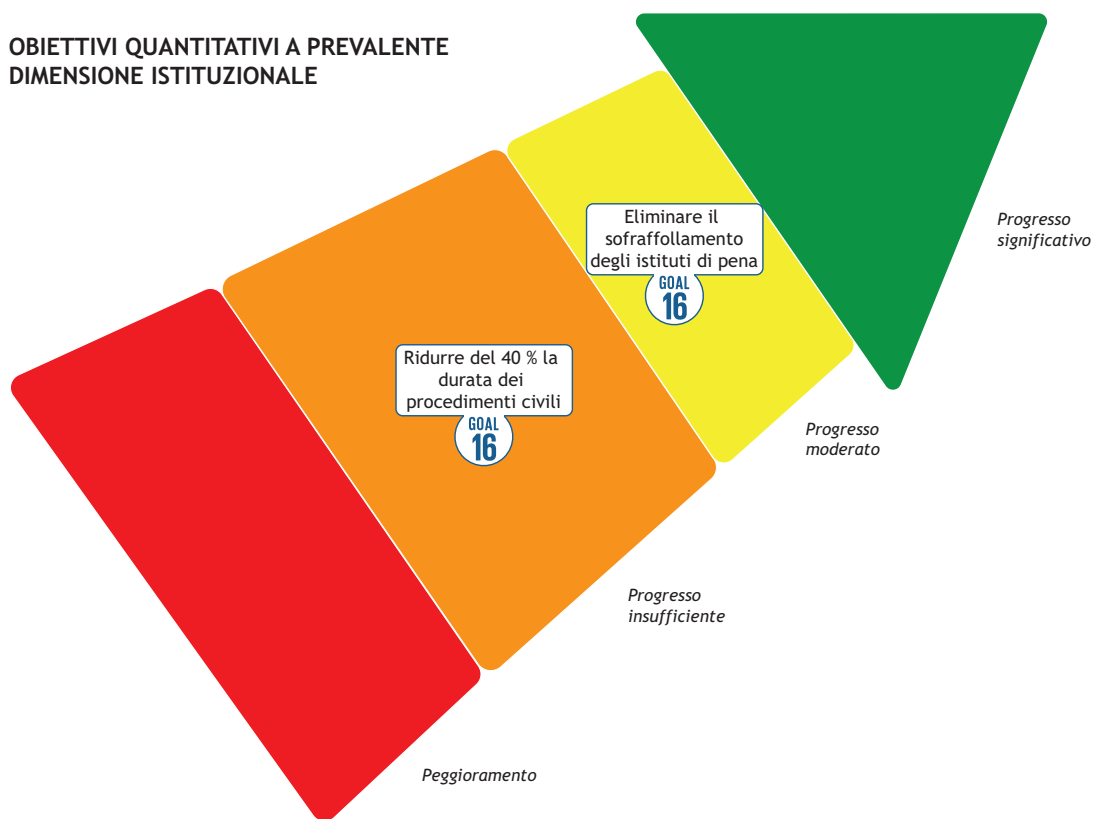 OBIETTIVI QUANTITATIVI A PREVALENTE
DIMENSIONE ISTITUZIONALE
Progresso
significativo
Eliminare il
sofraffollamento
degli istituti di pena
GOAL
16
Ridurre del 40 % la
durata dei
procedimenti civili
GOAL
16
Progresso
moderato
Progresso
insufficiente
Peggioramento